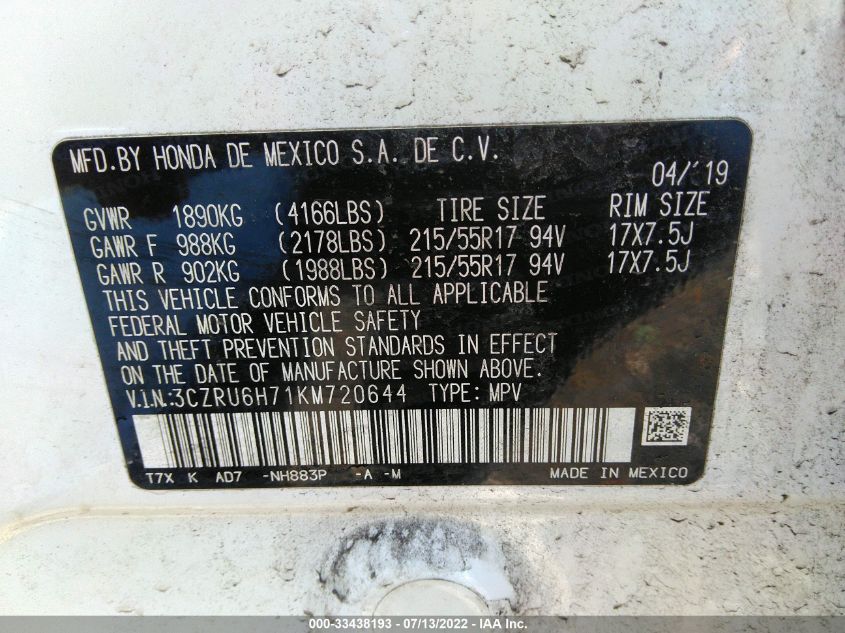 MFD.BY HONDA DE MEXICO S.A. DE C.V.
04/'19
GVWR 1890KG (4166LBS) TIRE SIZE RIM SIZE
GAWR F 988KG (2178LBS) 215/55R17 94V 17X7.5J
GAWR R 902KG (1988LBS) 215/55R17 94V 17X7.5J
THIS VEHICLE CONFORMS TO ALL APPLICABLE
FEDERAL MOTOR VEHICLE SAFETY
AND THEFT PREVENTION STANDARDS IN EFFECT
ON THE DATE OF MANUFACTURE SHOWN ABOVE.
V.I.N.:3CZRU6H71KM720644 TYPE: MPV
T7X K AD7 -NH883P -A -M MADE IN MEXICO
000-33438193 - 07/13/2022 - IAA Inc.